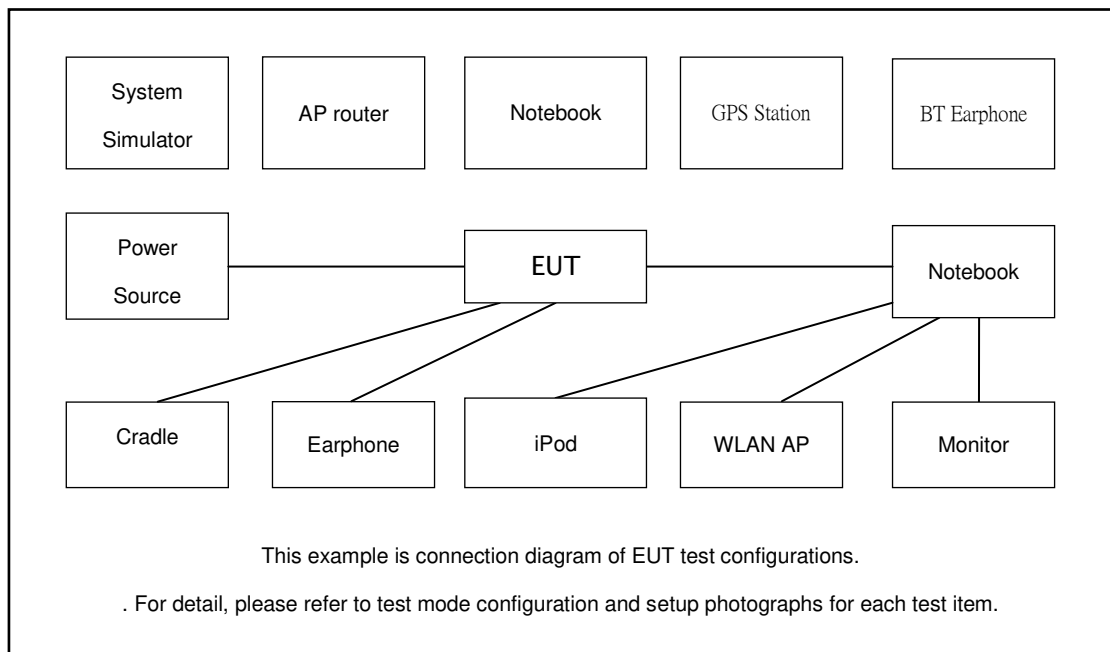 System
Simulator
AP router
Notebook
GPS Station
BT Earphone
Power
Source
EUT
Notebook
Cradle
Earphone
iPod
WLAN AP
Monitor
This example is connection diagram of EUT test configurations.
. For detail, please refer to test mode configuration and setup photographs for each test item.